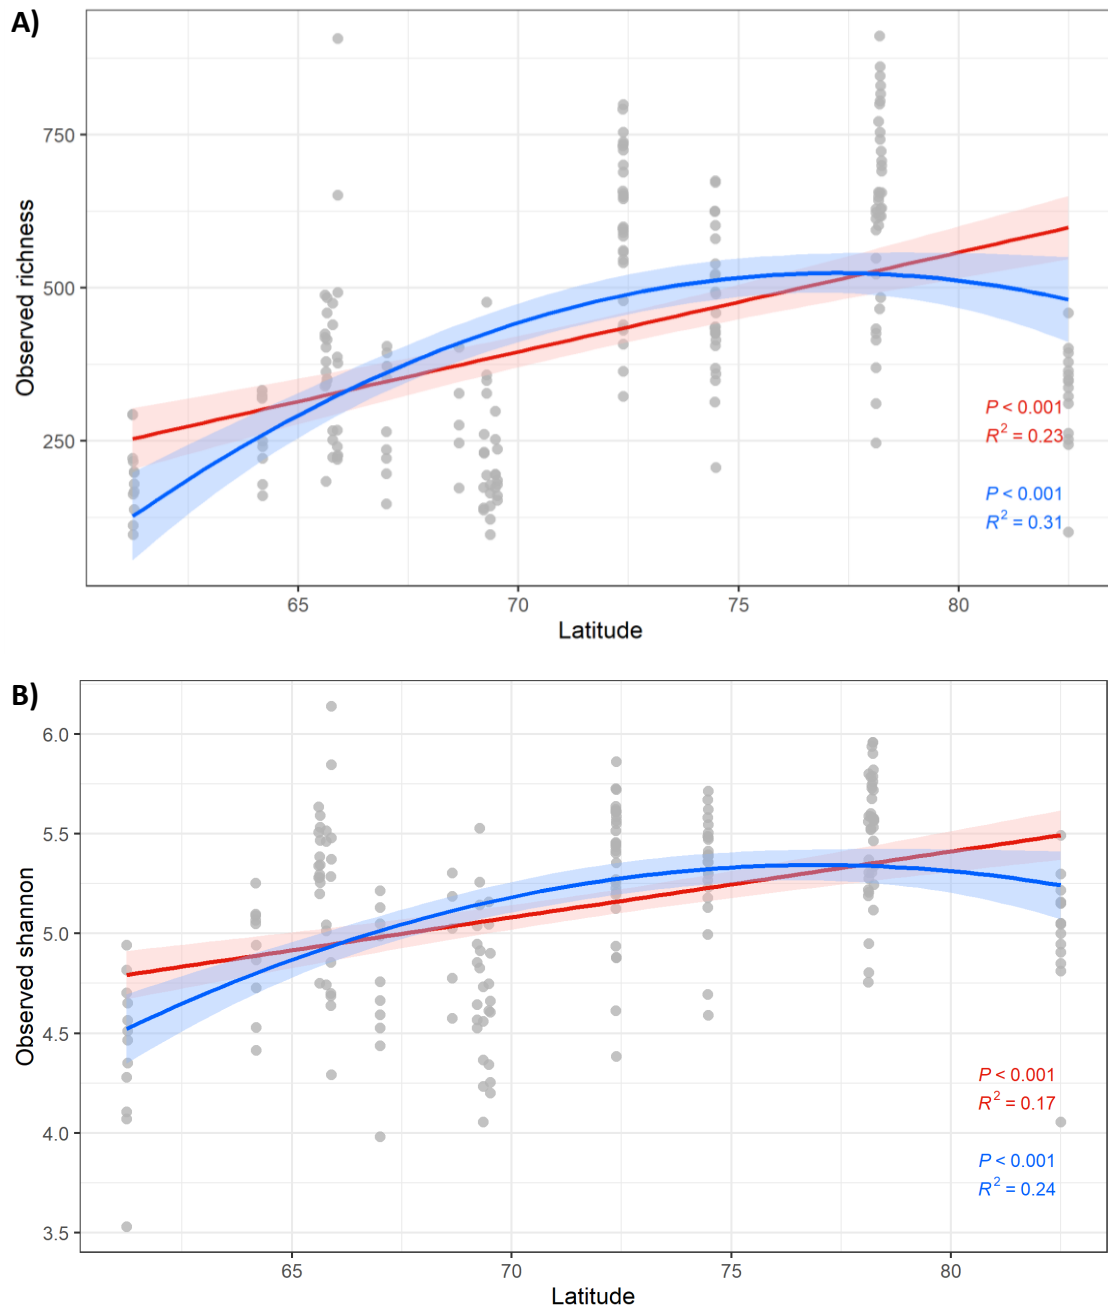 A)
Observed richness
750
500
250
P < 0.001
R² = 0.23
P < 0.001
R² = 0.31
65 70 75 80
Latitude
B)
Observed shannon
6.0
5.5
5.0
4.5
4.0
3.5
P < 0.001
R² = 0.17
P < 0.001
R² = 0.24
65 70 75 80
Latitude